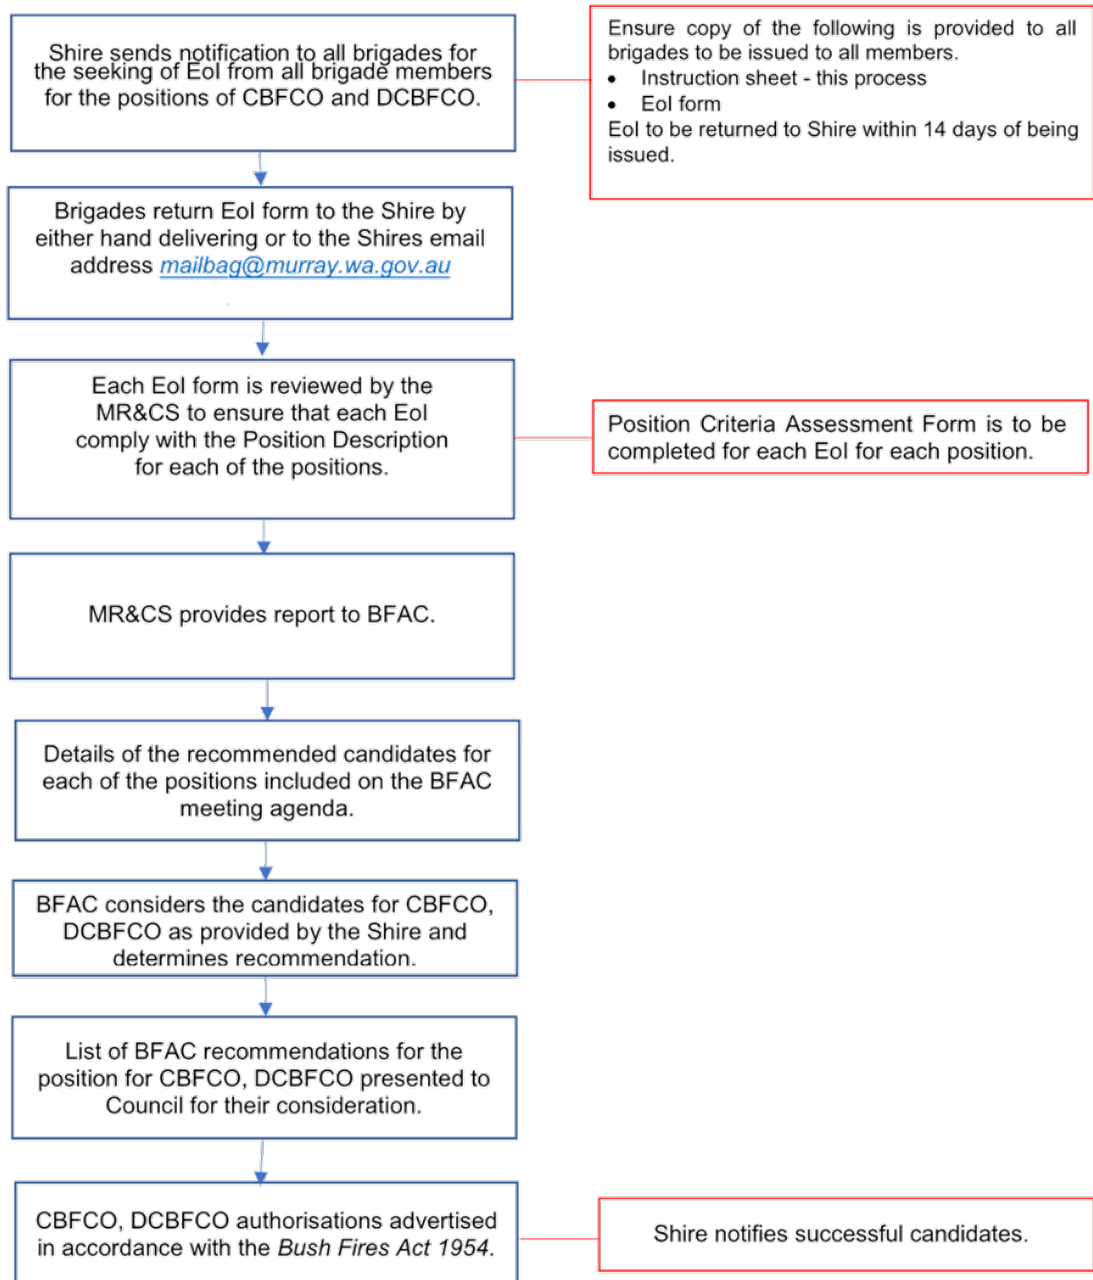 Shire sends notification to all brigades for
the seeking of EoI from all brigade members
for the positions of CBFCO and DCBFCO.
Ensure copy of the following is provided to all
brigades to be issued to all members.
• Instruction sheet - this process
• EoI form
EoI to be returned to Shire within 14 days of being
issued.
Brigades return EoI form to the Shire by
either hand delivering or to the Shires email
address mailbag@murray.wa.gov.au
Each EoI form is reviewed by the
MR&CS to ensure that each EoI
comply with the Position Description
for each of the positions.
Position Criteria Assessment Form is to be
completed for each EoI for each position.
MR&CS provides report to BFAC.
Details of the recommended candidates for
each of the positions included on the BFAC
meeting agenda.
BFAC considers the candidates for CBFCO,
DCBFCO as provided by the Shire and
determines recommendation.
List of BFAC recommendations for the
position for CBFCO, DCBFCO presented to
Council for their consideration.
CBFCO, DCBFCO authorisations advertised
in accordance with the Bush Fires Act 1954.
Shire notifies successful candidates.